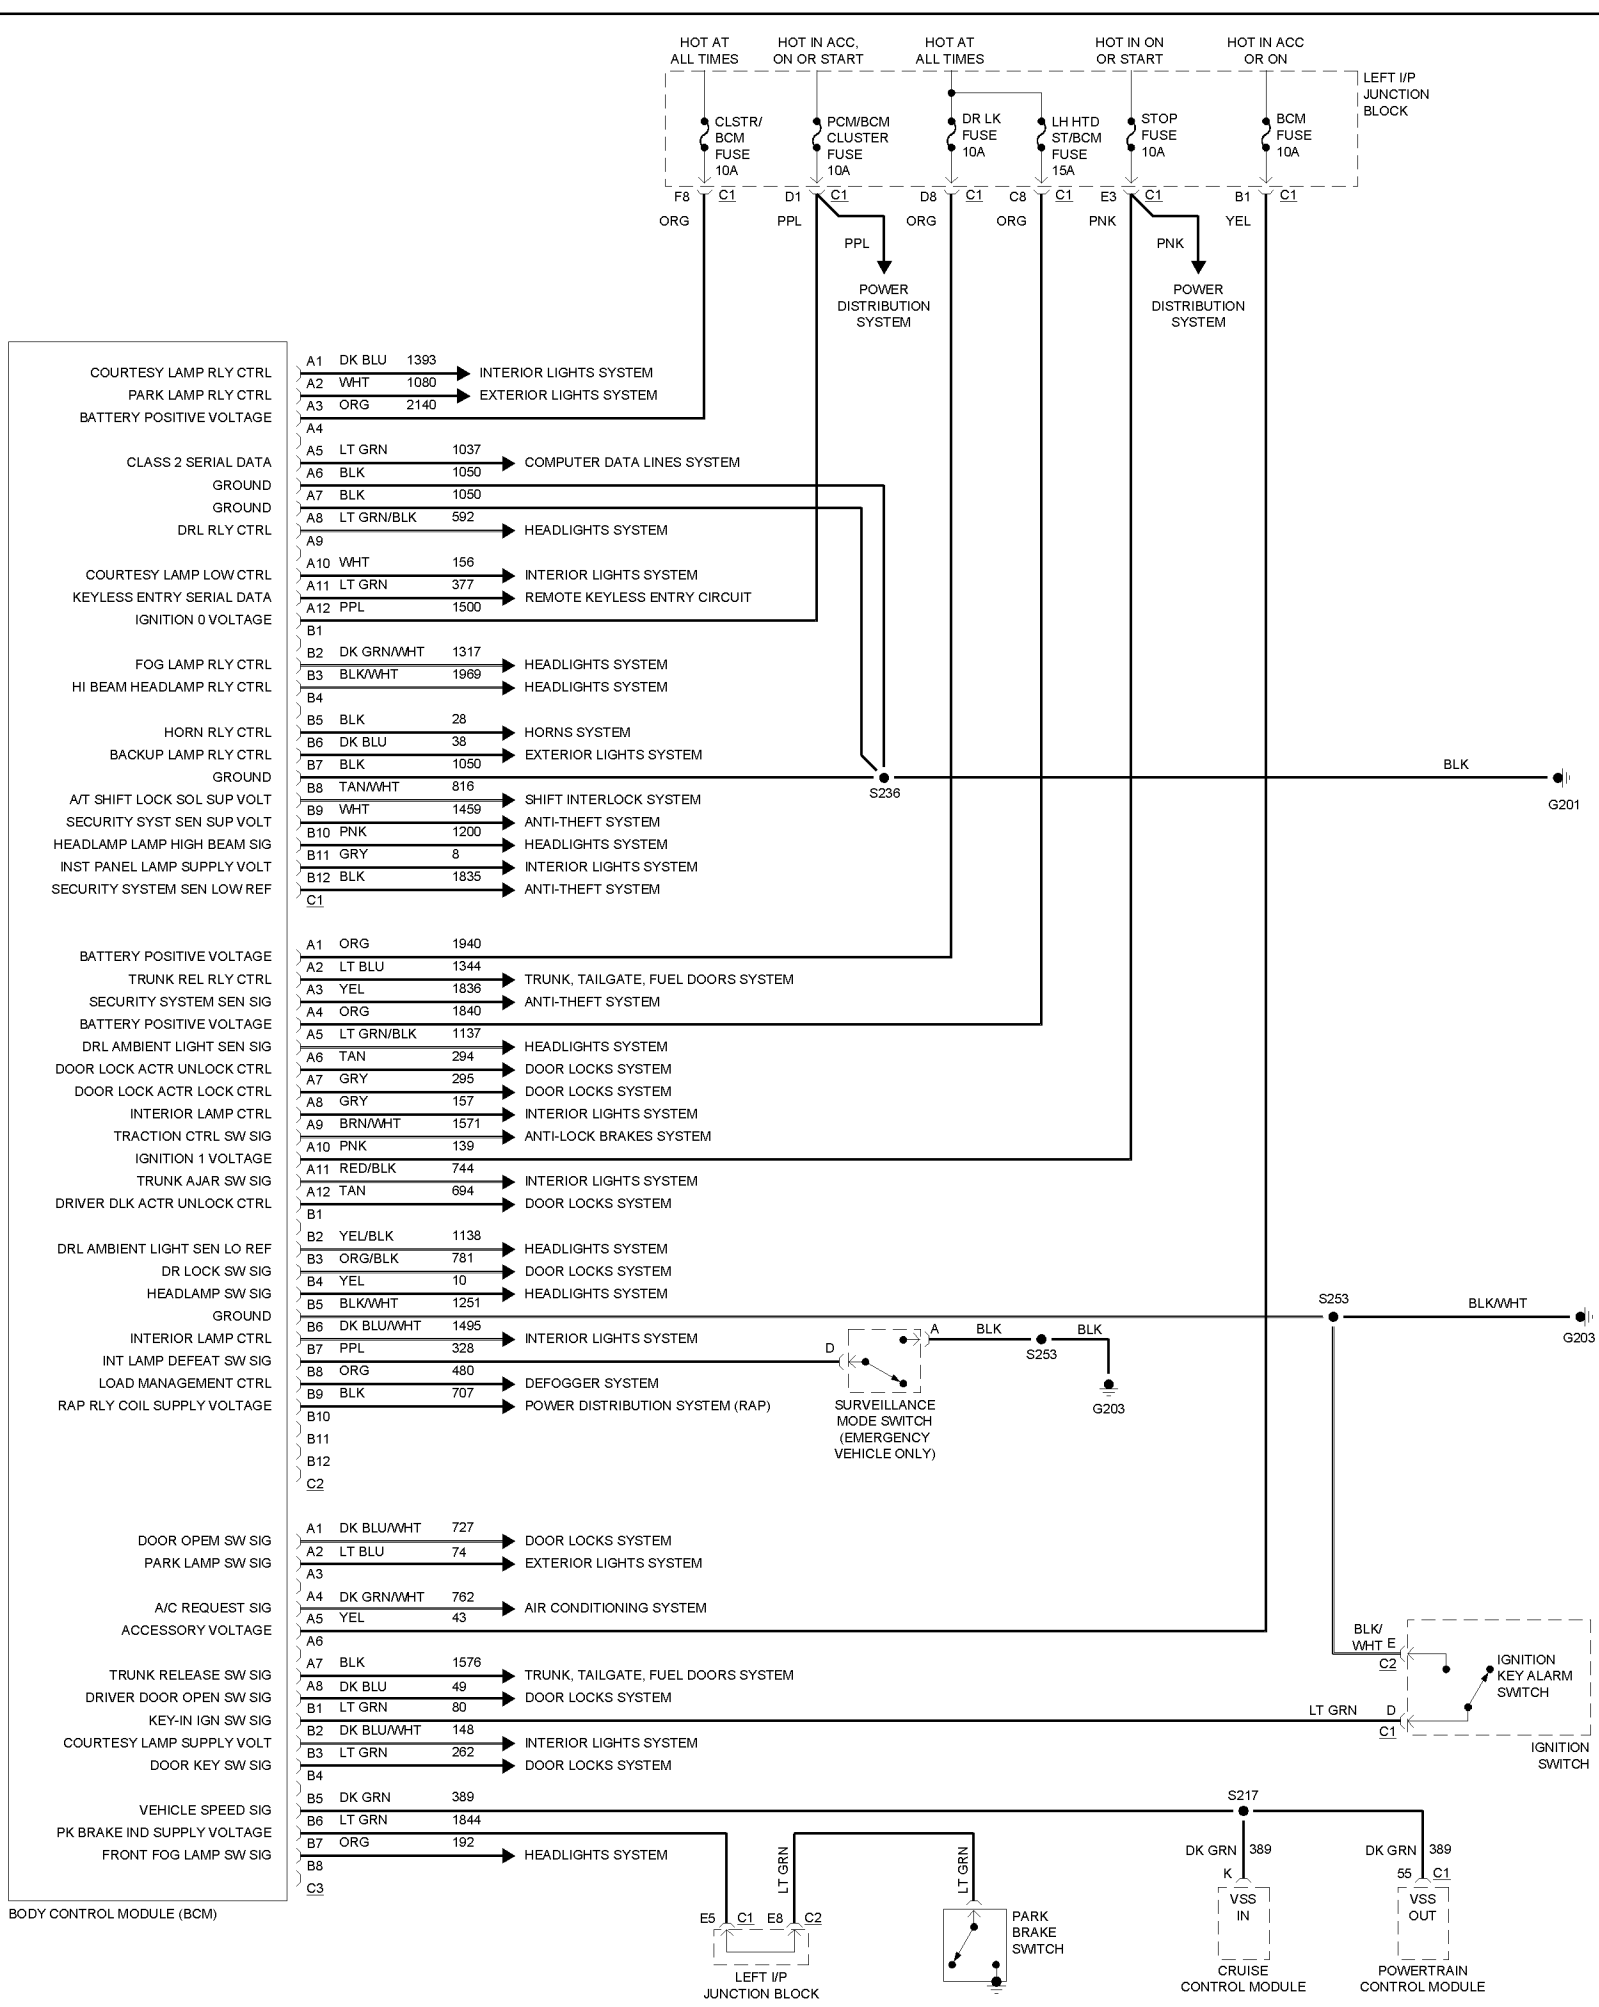 HOT AT
ALL TIMES
HOT IN ACC,
ON OR START
HOT AT
ALL TIMES
HOT IN ON
OR START
HOT IN ACC
OR ON
LEFT I/P
JUNCTION
BLOCK
CLSTR/
BCM
FUSE
10A
PCM/BCM
CLUSTER
FUSE
10A
DR LK
FUSE
10A
LH HTD
ST/BCM
FUSE
15A
STOP
FUSE
10A
BCM
FUSE
10A
F8 C1 D1 C1 D8 C1 C8 C1 E3 C1 B1 C1
ORG PPL ORG ORG PNK YEL
PPL PNK
POWER
DISTRIBUTION
SYSTEM
POWER
DISTRIBUTION
SYSTEM
A1 DK BLU 1393
COURTESY LAMP RLY CTRL INTERIOR LIGHTS SYSTEM
A2 WHT 1080
PARK LAMP RLY CTRL EXTERIOR LIGHTS SYSTEM
A3 ORG 2140
BATTERY POSITIVE VOLTAGE
A4
A5 LT GRN 1037
CLASS 2 SERIAL DATA COMPUTER DATA LINES SYSTEM
A6 BLK 1050
GROUND
A7 BLK 1050
GROUND
A8 LT GRN/BLK 592
DRL RLY CTRL HEADLIGHTS SYSTEM
A9
A10 WHT 156
COURTESY LAMP LOW CTRL INTERIOR LIGHTS SYSTEM
A11 LT GRN 377
KEYLESS ENTRY SERIAL DATA REMOTE KEYLESS ENTRY CIRCUIT
A12 PPL 1500
IGNITION 0 VOLTAGE
B1
B2 DK GRN/WHT 1317
FOG LAMP RLY CTRL HEADLIGHTS SYSTEM
B3 BLK/WHT 1969
HI BEAM HEADLAMP RLY CTRL HEADLIGHTS SYSTEM
B4
B5 BLK 28
HORN RLY CTRL HORNS SYSTEM
B6 DK BLU 38
BACKUP LAMP RLY CTRL EXTERIOR LIGHTS SYSTEM
B7 BLK 1050 BLK
GROUND
S236 G201
B8 TAN/WHT 816
A/T SHIFT LOCK SOL SUP VOLT SHIFT INTERLOCK SYSTEM
B9 WHT 1459
SECURITY SYST SEN SUP VOLT ANTI-THEFT SYSTEM
B10 PNK 1200
HEADLAMP LAMP HIGH BEAM SIG HEADLIGHTS SYSTEM
B11 GRY 8
INST PANEL LAMP SUPPLY VOLT INTERIOR LIGHTS SYSTEM
B12 BLK 1835
SECURITY SYSTEM SEN LOW REF ANTI-THEFT SYSTEM
C1
A1 ORG 1940
BATTERY POSITIVE VOLTAGE
A2 LT BLU 1344
TRUNK REL RLY CTRL TRUNK, TAILGATE, FUEL DOORS SYSTEM
A3 YEL 1836
SECURITY SYSTEM SEN SIG ANTI-THEFT SYSTEM
A4 ORG 1840
BATTERY POSITIVE VOLTAGE
A5 LT GRN/BLK 1137
DRL AMBIENT LIGHT SEN SIG HEADLIGHTS SYSTEM
A6 TAN 294
DOOR LOCK ACTR UNLOCK CTRL DOOR LOCKS SYSTEM
A7 GRY 295
DOOR LOCK ACTR LOCK CTRL DOOR LOCKS SYSTEM
A8 GRY 157
INTERIOR LAMP CTRL INTERIOR LIGHTS SYSTEM
A9 BRN/WHT 1571
TRACTION CTRL SW SIG ANTI-LOCK BRAKES SYSTEM
A10 PNK 139
IGNITION 1 VOLTAGE
A11 RED/BLK 744
TRUNK AJAR SW SIG INTERIOR LIGHTS SYSTEM
A12 TAN 694
DRIVER DLK ACTR UNLOCK CTRL DOOR LOCKS SYSTEM
B1
B2 YEL/BLK 1138
DRL AMBIENT LIGHT SEN LO REF HEADLIGHTS SYSTEM
B3 ORG/BLK 781
DR LOCK SW SIG DOOR LOCKS SYSTEM
B4 YEL 10
HEADLAMP SW SIG HEADLIGHTS SYSTEM
B5 BLK/WHT 1251 S253 BLK/WHT
GROUND
G203
B6 DK BLU/WHT 1495
INTERIOR LAMP CTRL INTERIOR LIGHTS SYSTEM
A BLK BLK
S253
B7 PPL 328 D
INT LAMP DEFEAT SW SIG
B8 ORG 480
LOAD MANAGEMENT CTRL DEFOGGER SYSTEM
B9 BLK 707
RAP RLY COIL SUPPLY VOLTAGE POWER DISTRIBUTION SYSTEM (RAP)
G203
SURVEILLANCE
MODE SWITCH
(EMERGENCY
VEHICLE ONLY)
B10
B11
B12
C2
A1 DK BLU/WHT 727
DOOR OPEM SW SIG DOOR LOCKS SYSTEM
A2 LT BLU 74
PARK LAMP SW SIG EXTERIOR LIGHTS SYSTEM
A3
A4 DK GRN/WHT 762
A/C REQUEST SIG AIR CONDITIONING SYSTEM
A5 YEL 43
ACCESSORY VOLTAGE
A6
BLK/
WHT E
C2
IGNITION
KEY ALARM
SWITCH
A7 BLK 1576
TRUNK RELEASE SW SIG TRUNK, TAILGATE, FUEL DOORS SYSTEM
A8 DK BLU 49
DRIVER DOOR OPEN SW SIG DOOR LOCKS SYSTEM
B1 LT GRN 80 LT GRN D
KEY-IN IGN SW SIG
C1
IGNITION
SWITCH
B2 DK BLU/WHT 148
COURTESY LAMP SUPPLY VOLT INTERIOR LIGHTS SYSTEM
B3 LT GRN 262
DOOR KEY SW SIG DOOR LOCKS SYSTEM
B4
B5 DK GRN 389 S217
VEHICLE SPEED SIG
B6 LT GRN 1844
PK BRAKE IND SUPPLY VOLTAGE
B7 ORG 192
FRONT FOG LAMP SW SIG HEADLIGHTS SYSTEM
B8
C3
BODY CONTROL MODULE (BCM)
LT GRN
LT GRN
DK GRN 389 DK GRN 389
K 55 C1
VSS
IN
VSS
OUT
E5 C1 E8 C2
PARK
BRAKE
SWITCH
LEFT I/P
JUNCTION BLOCK
CRUISE
CONTROL MODULE
POWERTRAIN
CONTROL MODULE